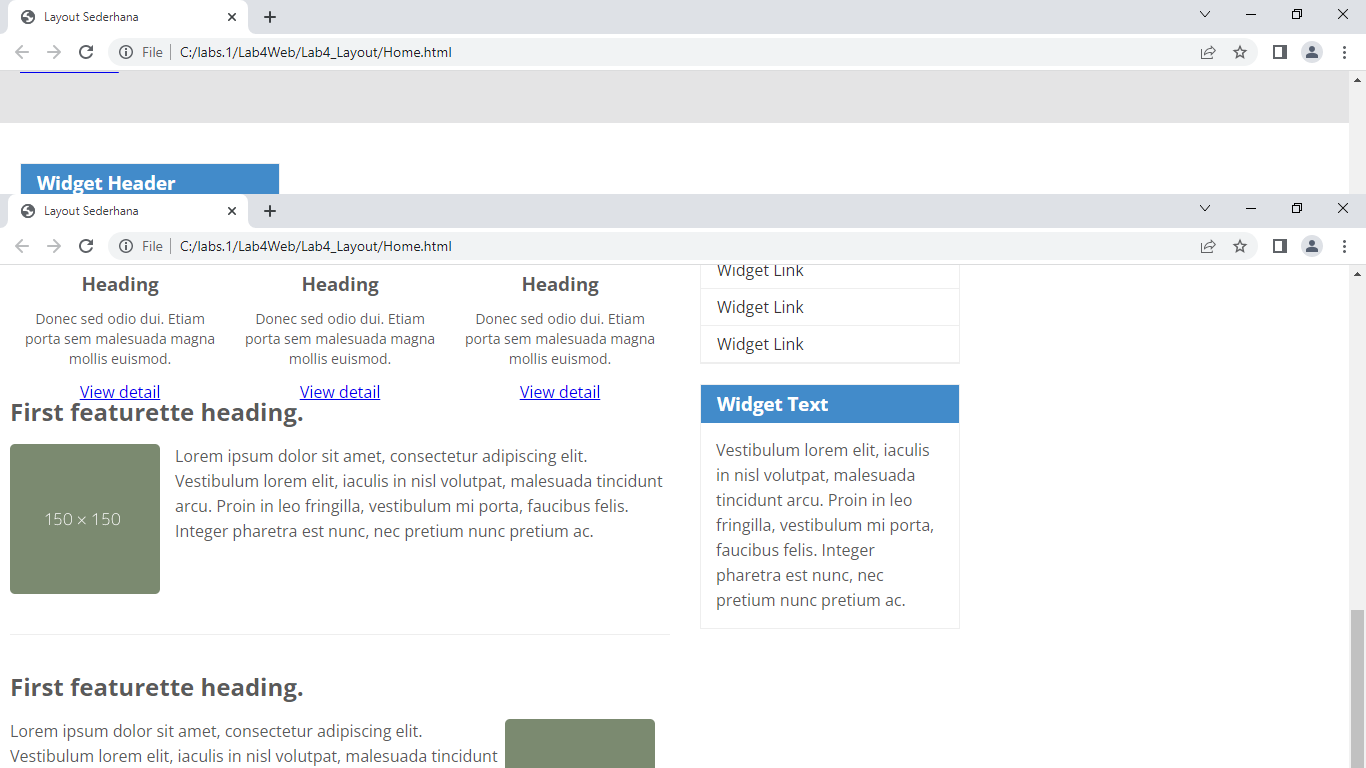 Layout Sederhana
File C:/labs.1/Lab4Web/Lab4_Layout/Home.html
Widget Header
Layout Sederhana
File C:/labs.1/Lab4Web/Lab4_Layout/Home.html
Heading
Donec sed odio dui. Etiam
porta sem malesuada magna
mollis euismod.
View detail
Heading
Donec sed odio dui. Etiam
porta sem malesuada magna
mollis euismod.
View detail
Heading
Donec sed odio dui. Etiam
porta sem malesuada magna
mollis euismod.
View detail
First featurette heading.
150 × 150
Lorem ipsum dolor sit amet, consectetur adipiscing elit.
Vestibulum lorem elit, iaculis in nisl volutpat, malesuada tincidunt
arcu. Proin in leo fringilla, vestibulum mi porta, faucibus felis.
Integer pharetra est nunc, nec pretium nunc pretium ac.
First featurette heading.
Lorem ipsum dolor sit amet, consectetur adipiscing elit.
Vestibulum lorem elit, iaculis in nisl volutpat, malesuada tincidunt
Widget Link
Widget Link
Widget Link
Widget Text
Vestibulum lorem elit, iaculis
in nisl volutpat, malesuada
tincidunt arcu. Proin in leo
fringilla, vestibulum mi porta,
faucibus felis. Integer
pharetra est nunc, nec
pretium nunc pretium ac.